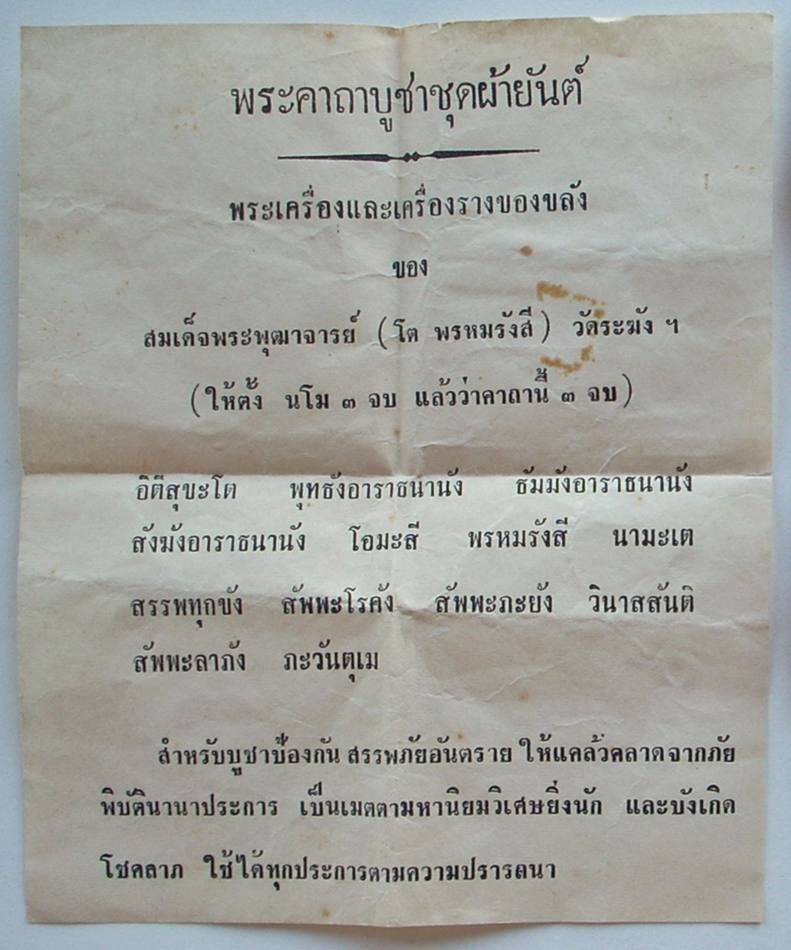 พระคาถาบูชาชุดผ้ายันต์
พระเครื่องและเครื่องรางของขลัง
ของ
สมเด็จพระพุฒาจารย์ (โต พรหมรังสี) วัดระฆัง ฯ
(ให้ตั้ง นโม ๓ จบ แล้วว่าคาถานี้ ๓ จบ)
อิติสุขะโต พุทธังอาราธนานัง ธัมมังอาราธนานัง
สังฆังอาราธนานัง โอมะสี พรหมรังสี นามะเต
สรรพทุกขัง สัพพะโรคัง สัพพะภะยัง วินาสสันติ
สัพพะลาภัง ภะวันตุเม
สำหรับบูชาป้องกัน สรรพภัยอันตราย ให้แคล้วคลาดจากภัย
พิบัตินานาประการ เป็นเมตตามหานิยมวิเศษยิ่งนัก และบังเกิด
โชคลาภ ใช้ได้ทุกประการตามความปรารถนา